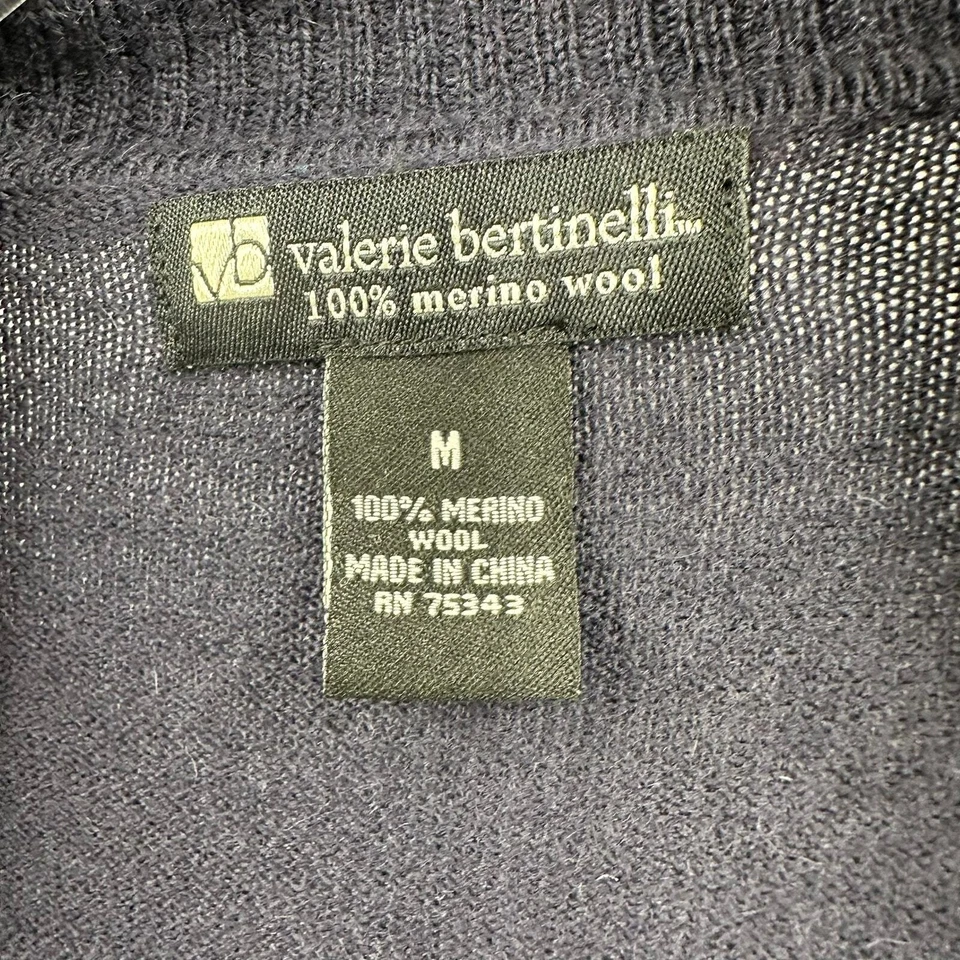 vb valerie bertinelli™
100% merino wool
M
100% MERINO
WOOL
MADE IN CHINA
RN 75343